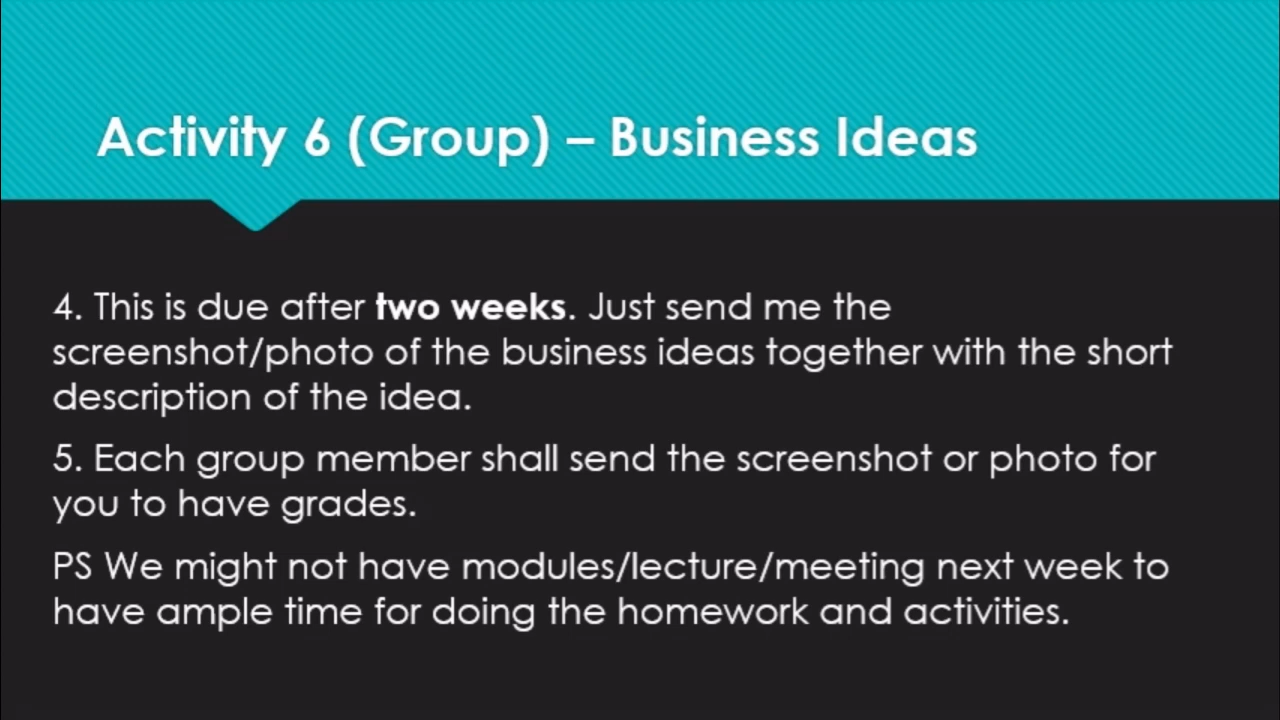 Activity 6 (Group) – Business Ideas
4. This is due after two weeks. Just send me the
screenshot/photo of the business ideas together with the short
description of the idea.
5. Each group member shall send the screenshot or photo for
you to have grades.
PS We might not have modules/lecture/meeting next week to
have ample time for doing the homework and activities.